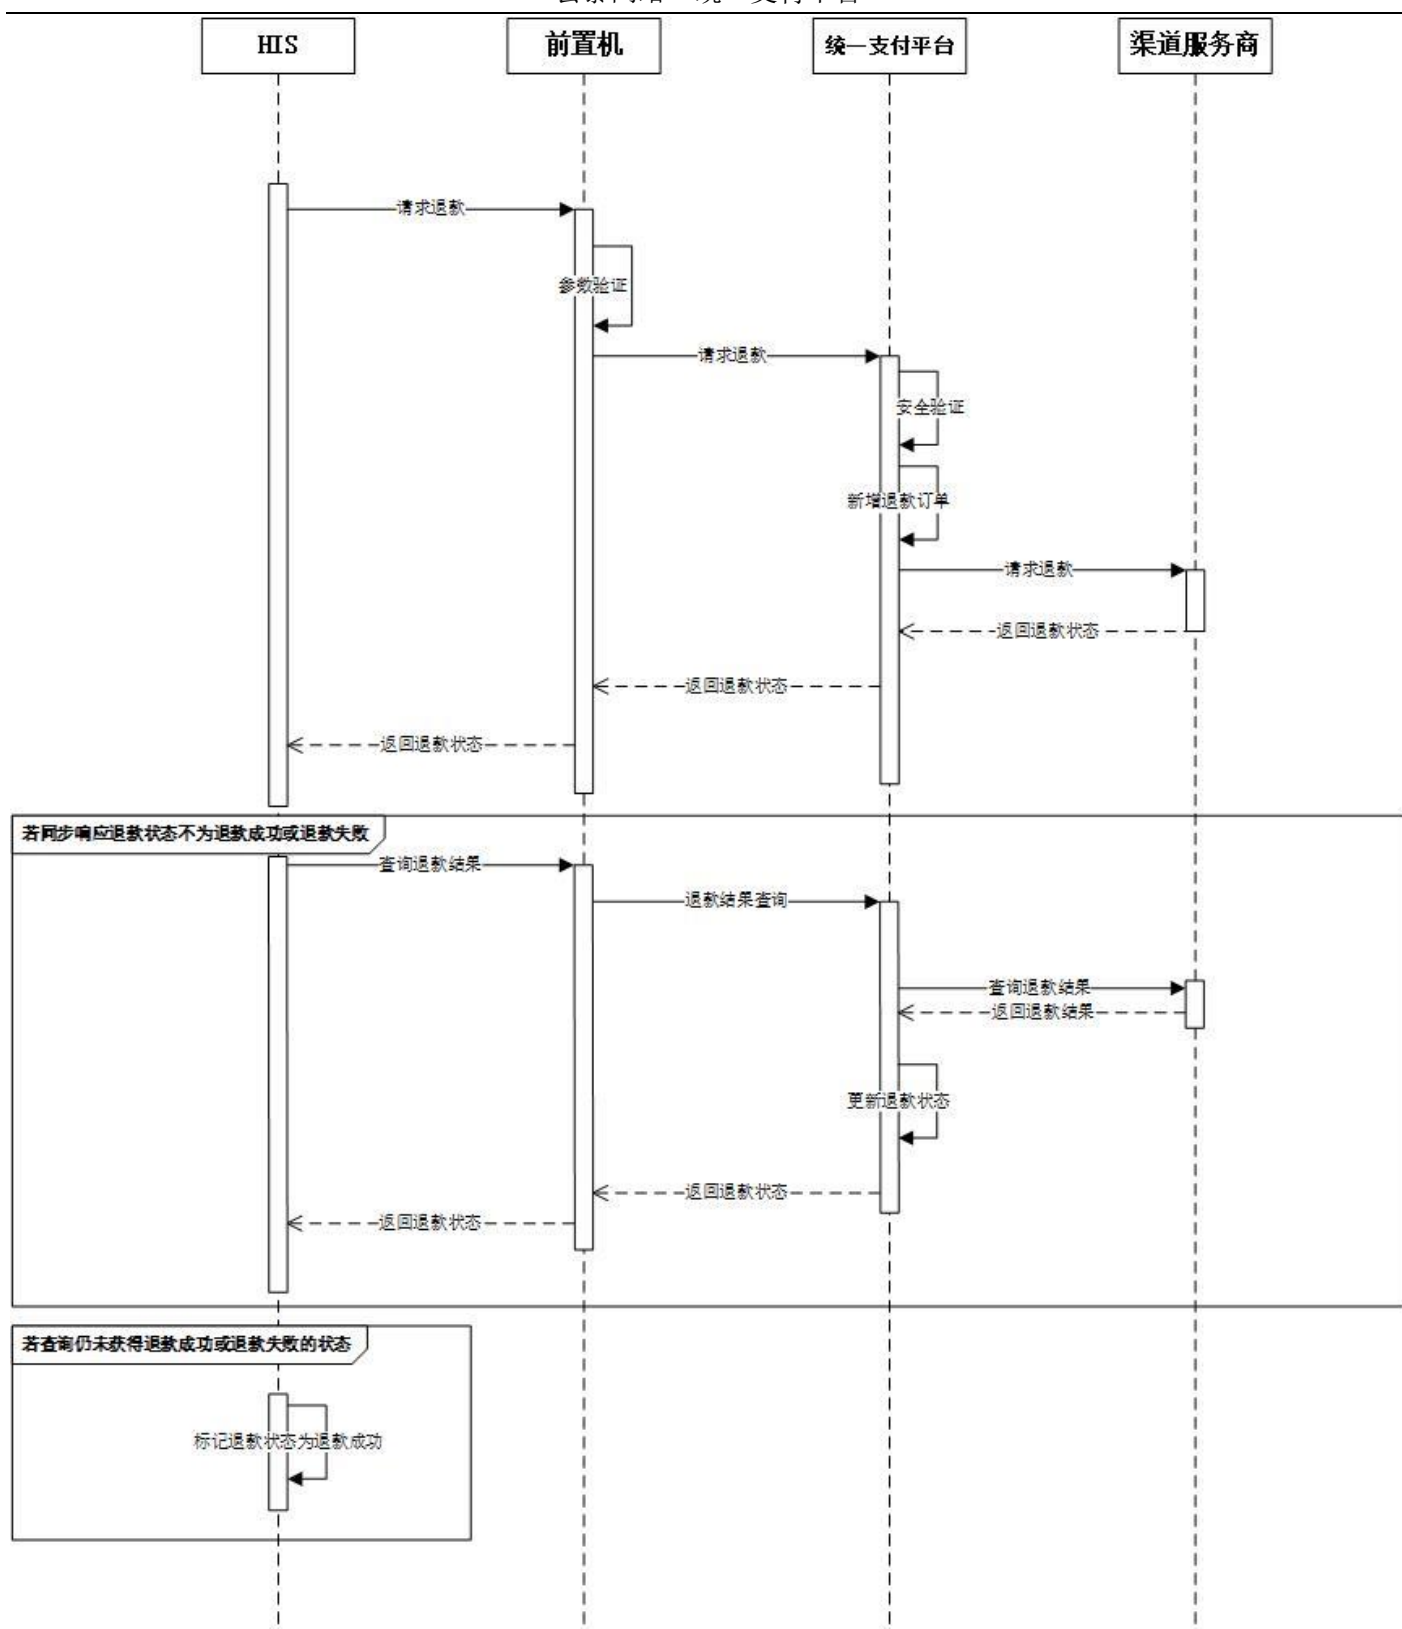 HIS
前置机
统一支付平台
渠道服务商
请求退款
参数验证
请求退款
安全验证
新增退款订单
请求退款
返回退款状态
返回退款状态
返回退款状态
若同步响应退款状态不为退款成功或退款失败
查询退款结果
退款结果查询
查询退款结果
返回退款结果
更新退款状态
返回退款状态
返回退款状态
若查询仍未获得退款成功或退款失败的状态
标记退款状态为退款成功